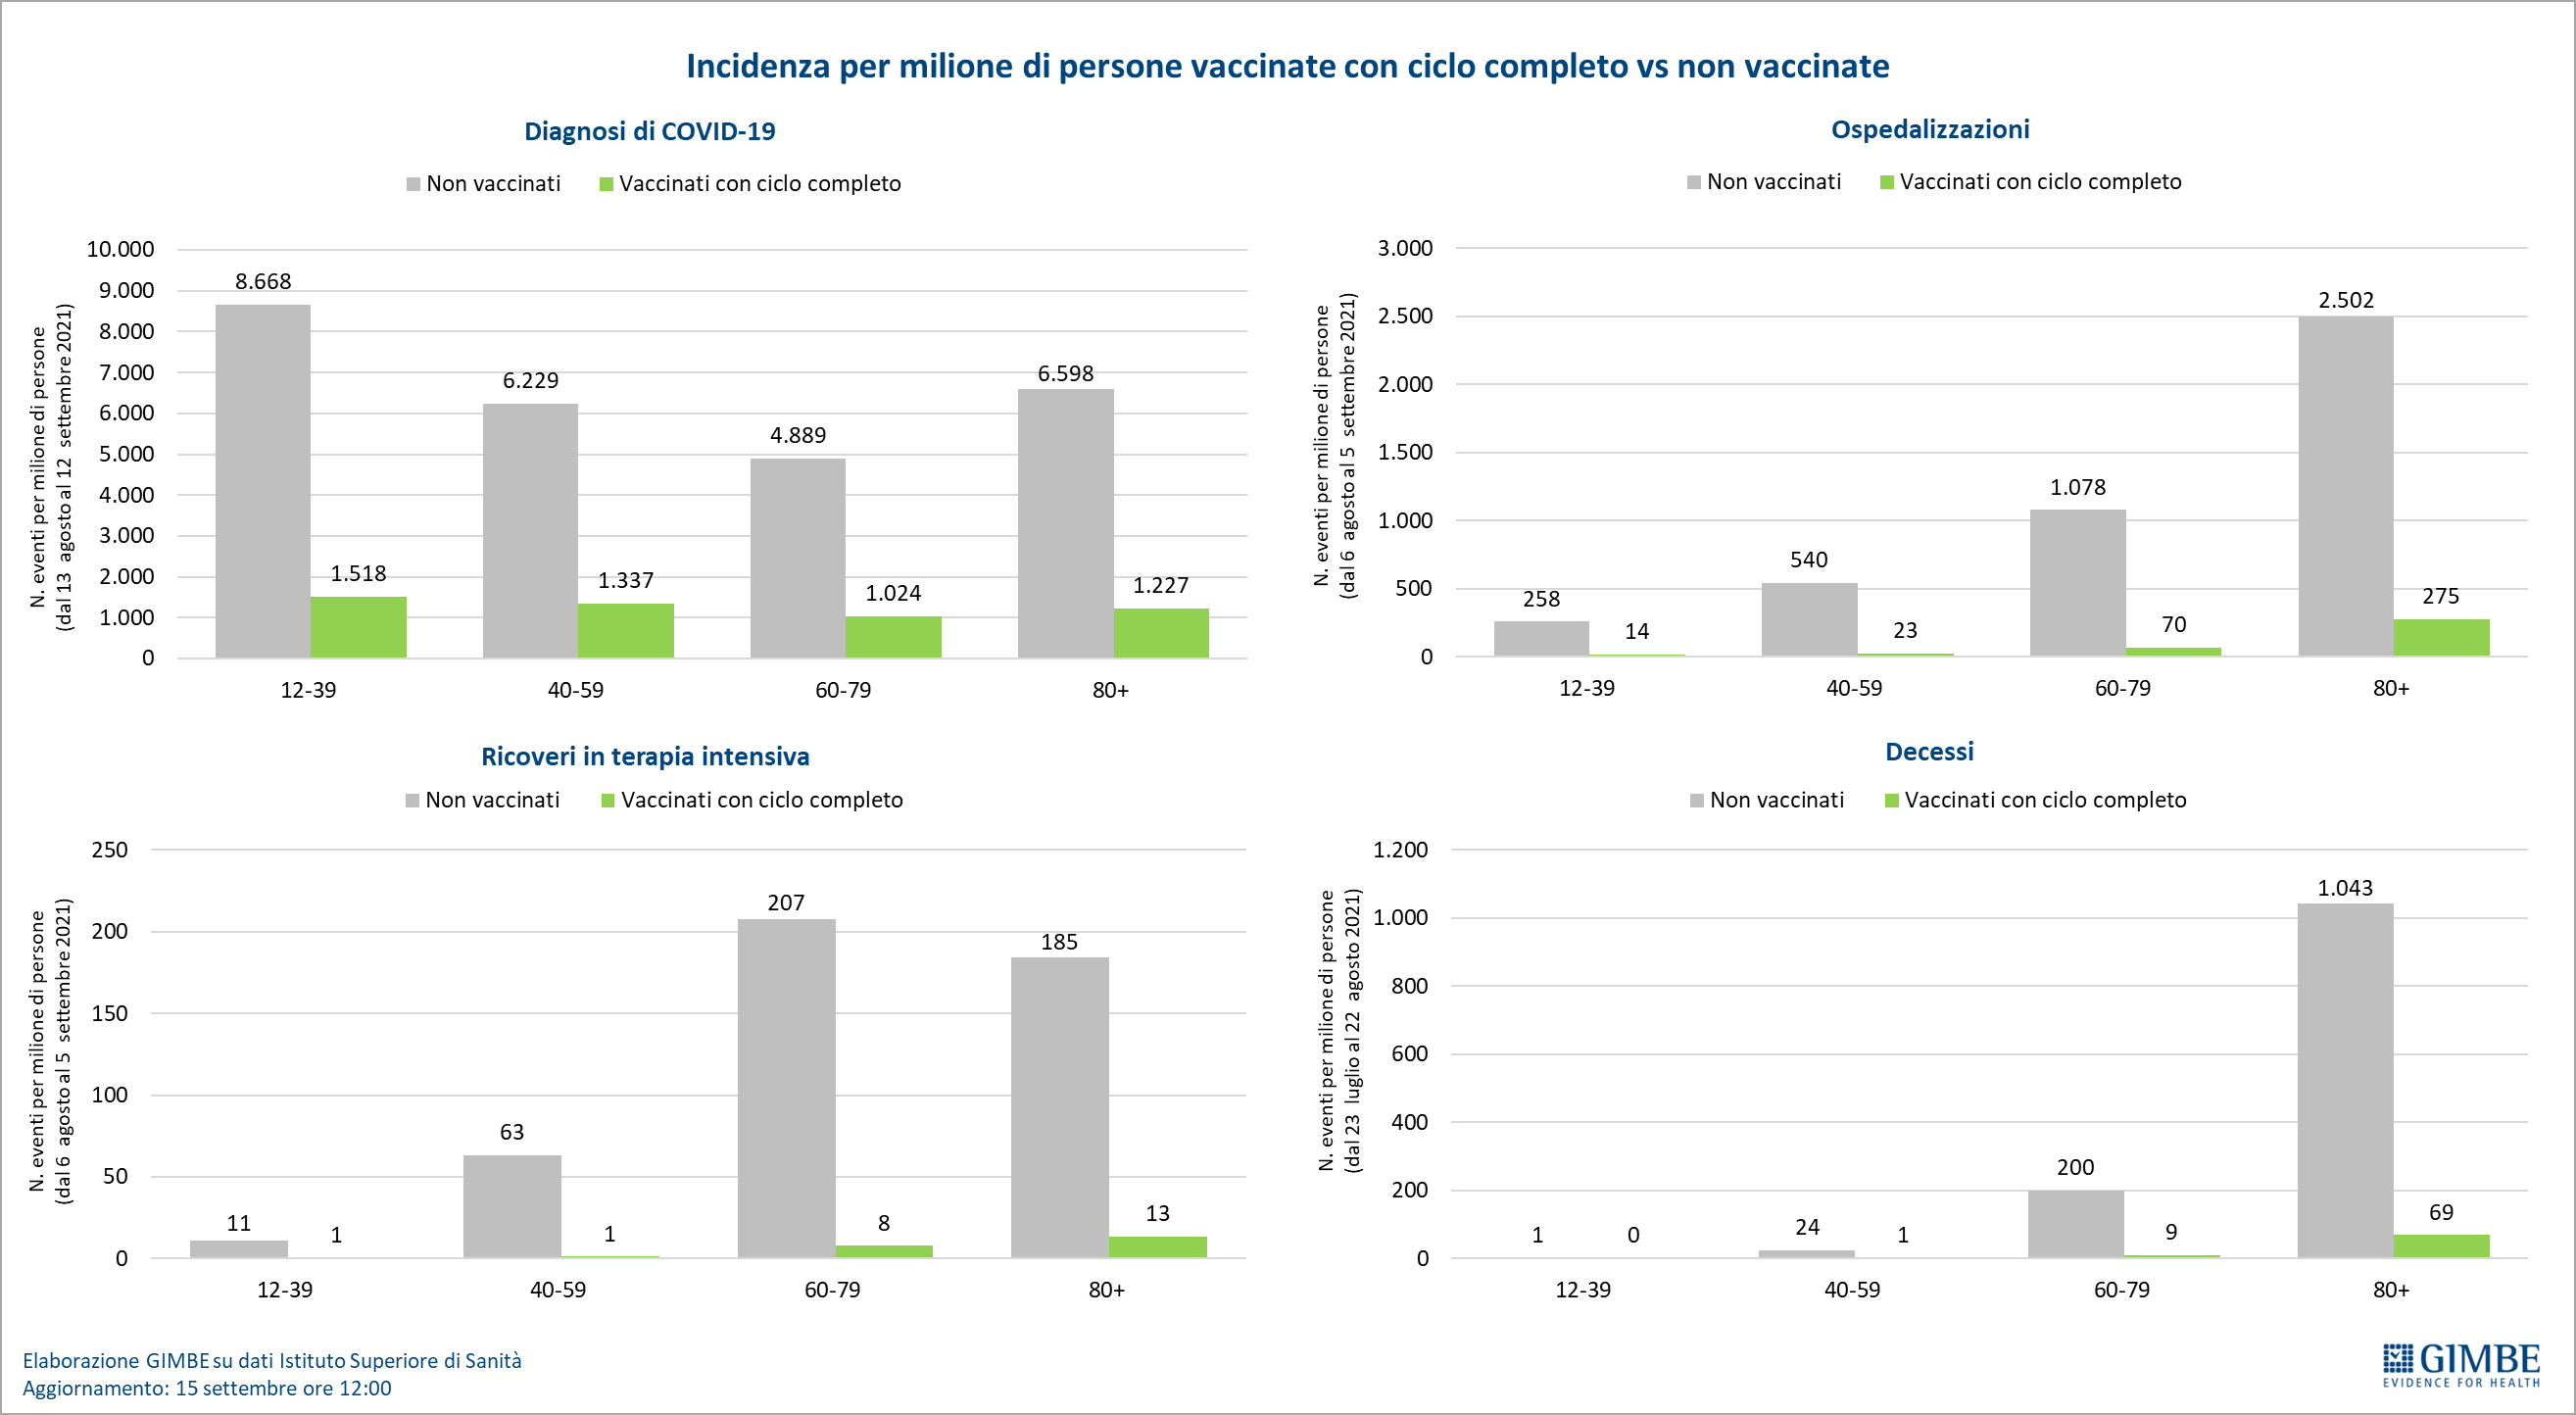 Incidenza per milione di persone vaccinate con ciclo completo vs non vaccinate
Diagnosi di COVID-19
Non vaccinati Vaccinati con ciclo completo
N. eventi per milione di persone
(dal 13 agosto al 12 settembre 2021)
10.000
9.000
8.000
7.000
6.000
5.000
4.000
3.000
2.000
1.000
0
8.668
1.518
6.229
1.337
4.889
1.024
6.598
1.227
12-39 40-59 60-79 80+
Ospedalizzazioni
Non vaccinati Vaccinati con ciclo completo
N. eventi per milione di persone
(dal 6 agosto al 5 settembre 2021)
3.000
2.500
2.000
1.500
1.000
500
0
258
14
540
23
1.078
70
2.502
275
12-39 40-59 60-79 80+
Ricoveri in terapia intensiva
Non vaccinati Vaccinati con ciclo completo
N. eventi per milione di persone
(dal 6 agosto al 5 settembre 2021)
250
200
150
100
50
0
11
1
63
1
207
8
185
13
12-39 40-59 60-79 80+
Decessi
Non vaccinati Vaccinati con ciclo completo
N. eventi per milione di persone
(dal 23 luglio al 22 agosto 2021)
1.200
1.000
800
600
400
200
0
1
0
24
1
200
9
1.043
69
12-39 40-59 60-79 80+
Elaborazione GIMBE su dati Istituto Superiore di Sanità
Aggiornamento: 15 settembre ore 12:00
GIMBE
EVIDENCE FOR HEALTH